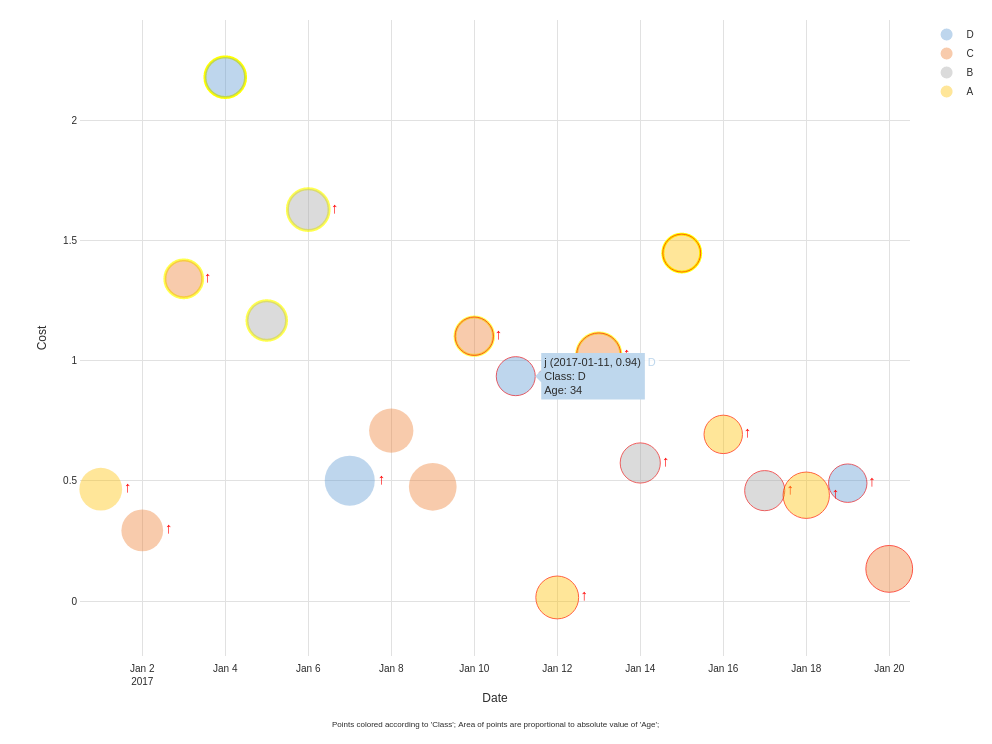 D
C
B
A
2
1.5
1
0.5
0
Cost
↑
↑
↑
↑
↑
j (2017-01-11, 0.94)
D
Class: D
Age: 34
↑
↑
↑
↑
↑
↑
↑
↑
↑
Jan 2
2017
Jan 4
Jan 6
Jan 8
Jan 10
Jan 12
Jan 14
Jan 16
Jan 18
Jan 20
Date
Points colored according to 'Class'; Area of points are proportional to absolute value of 'Age';